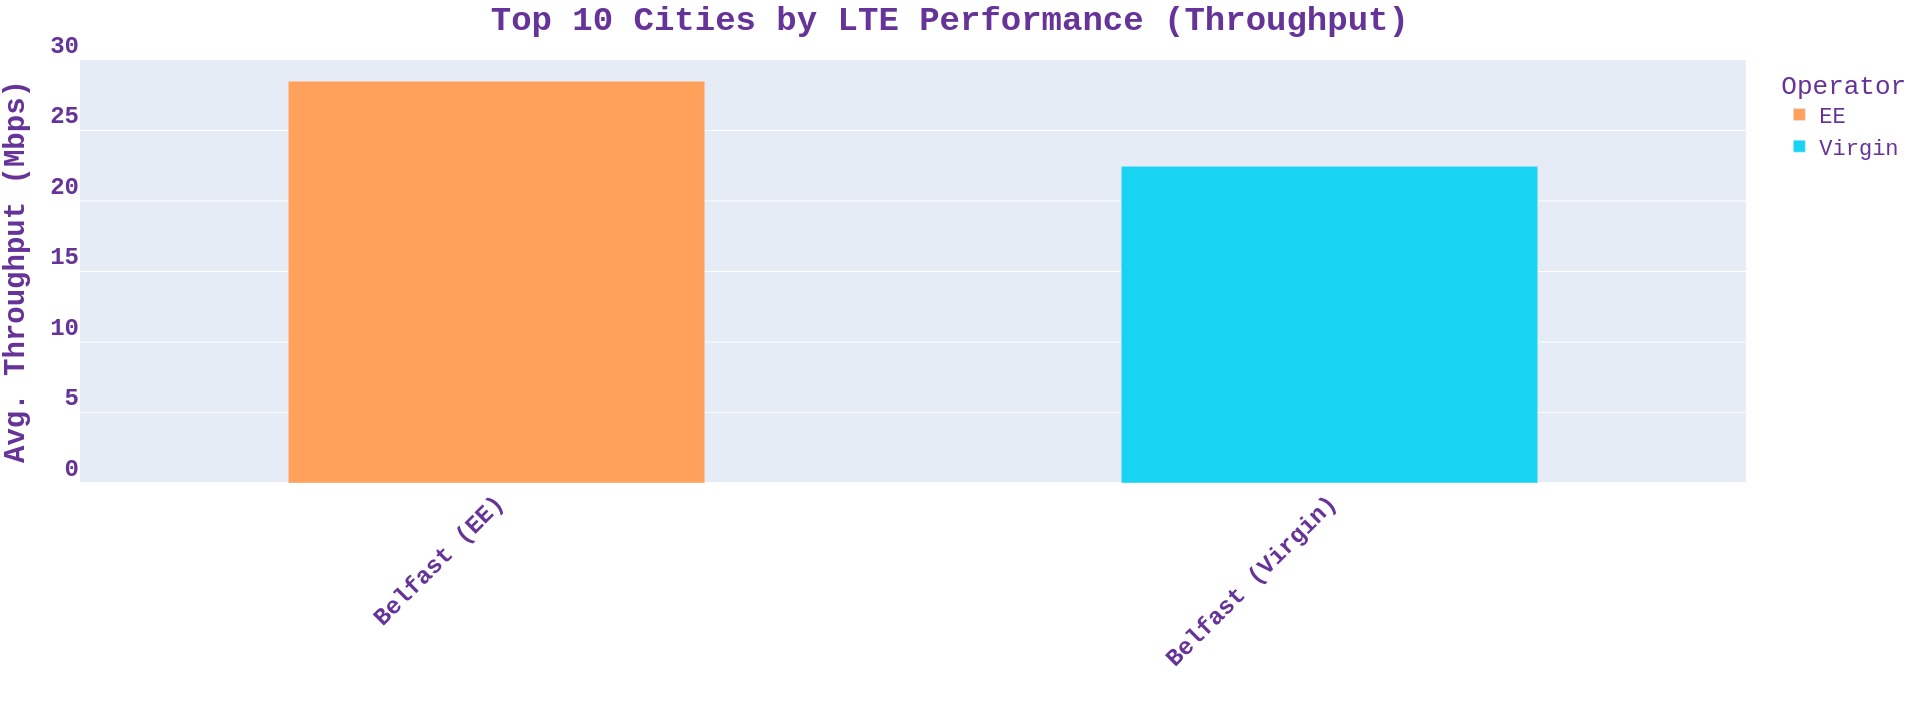 Top 10 Cities by LTE Performance (Throughput)
Avg. Throughput (Mbps)
30
25
20
15
10
5
0
Belfast (EE)
Belfast (Virgin)
Operator
EE
Virgin